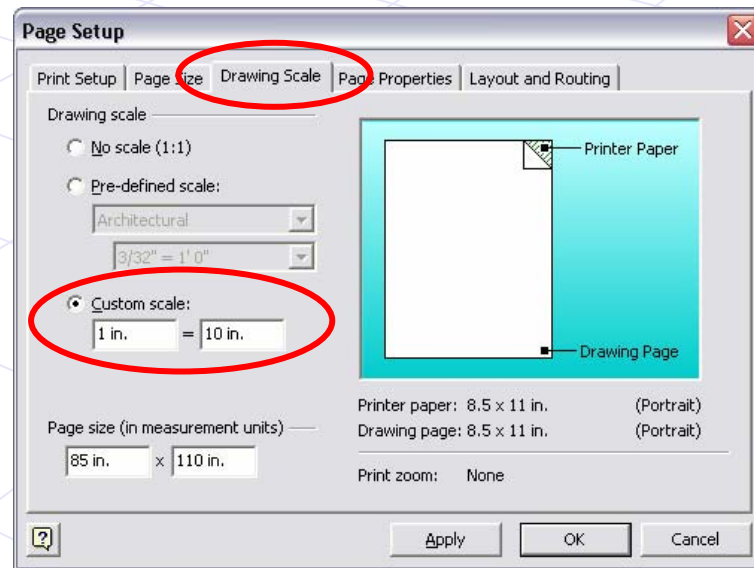 Page Setup
Print Setup
Page Size
Drawing Scale
Page Properties
Layout and Routing
Drawing scale
No scale (1:1)
Pre-defined scale:
Architectural
3/32" = 1' 0"
Custom scale:
1 in. = 10 in.
Page size (in measurement units)
85 in. x 110 in.
Printer Paper
Drawing Page
Printer paper: 8.5 x 11 in. (Portrait)
Drawing page: 8.5 x 11 in. (Portrait)
Print zoom: None
?
Apply
OK
Cancel